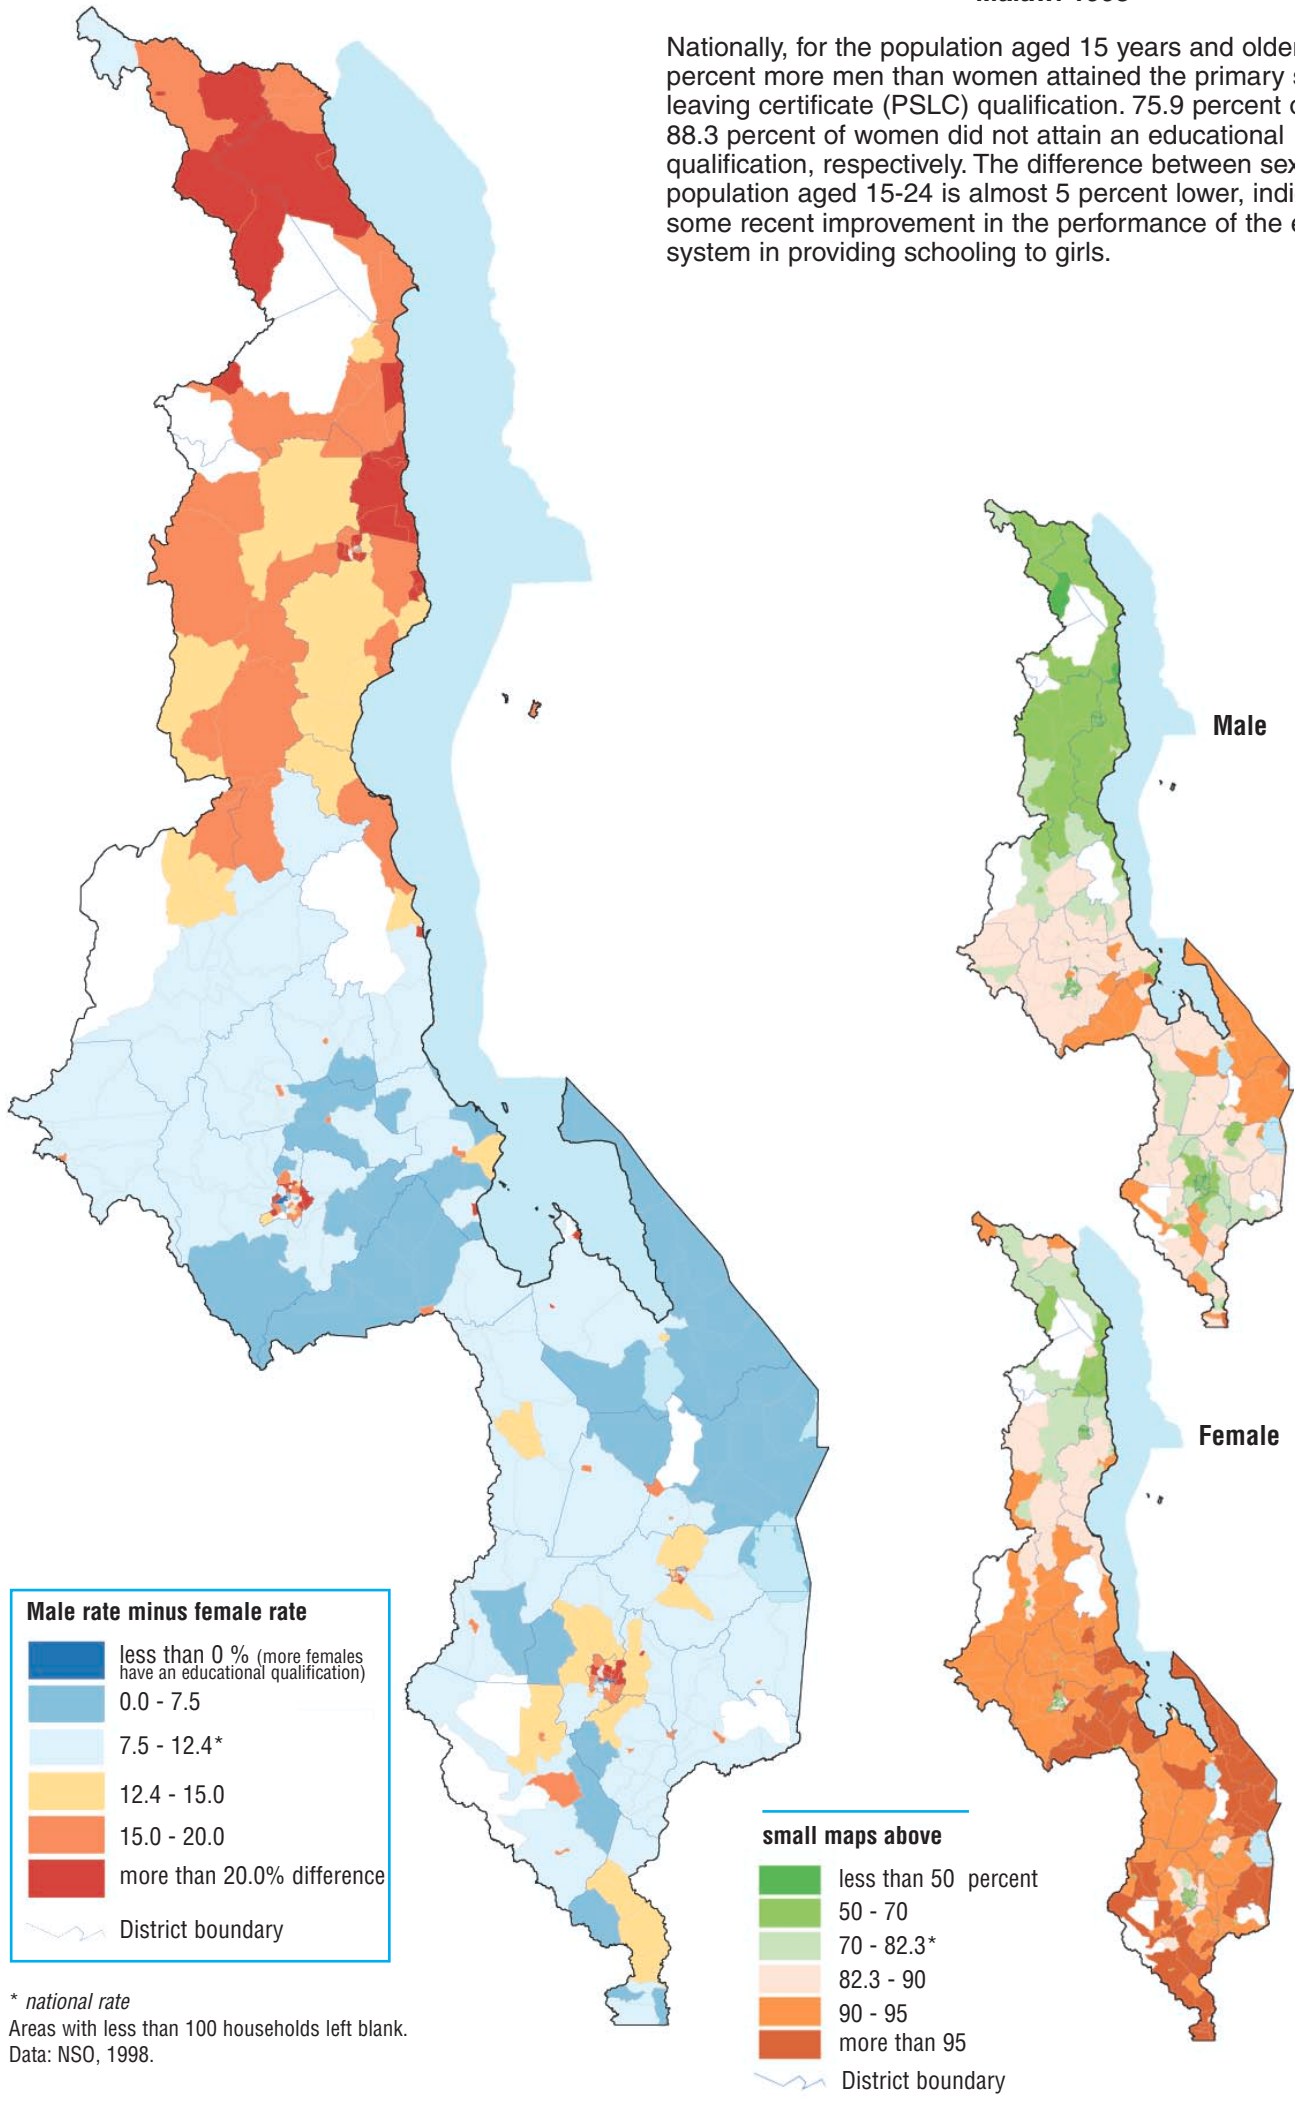 Nationally, for the population aged 15 years and older
percent more men than women attained the primary
leaving certificate (PSLC) qualification. 75.9 percent
88.3 percent of women did not attain an educational
qualification, respectively. The difference between
population aged 15-24 is almost 5 percent lower,
some recent improvement in the performance of the
system in providing schooling to girls.
Male
Female
Male rate minus female rate
less than 0 % (more females
have an educational qualification)
0.0 - 7.5
7.5 - 12.4*
12.4 - 15.0
15.0 - 20.0
more than 20.0% difference
District boundary
* national rate
Areas with less than 100 households left blank.
Data: NSO, 1998.
small maps above
less than 50 percent
50 - 70
70 - 82.3*
82.3 - 90
90 - 95
more than 95
District boundary